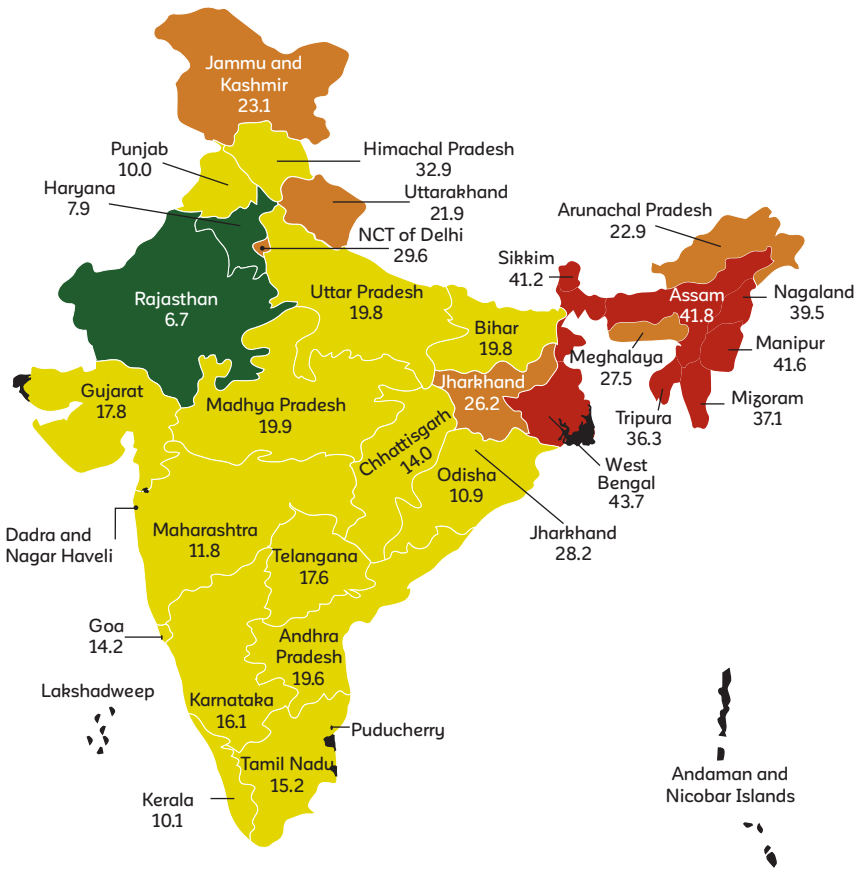 Jammu and
Kashmir
23.1
Punjab
10.0
Himachal Pradesh
32.9
Haryana
7.9
Uttarakhand
21.9
NCT of Delhi
29.6
Arunachal Pradesh
22.9
Sikkim
41.2
Assam
41.8
Nagaland
39.5
Rajasthan
6.7
Uttar Pradesh
19.8
Bihar
19.8
Meghalaya
27.5
Manipur
41.6
Jharkhand
26.2
Gujarat
17.8
Madhya Pradesh
19.9
Mizoram
37.1
Tripura
36.3
Chhattisgarh
14.0
West
Bengal
43.7
Odisha
10.9
Jharkhand
28.2
Dadra and
Nagar Haveli
Maharashtra
11.8
Telangana
17.6
Goa
14.2
Andhra
Pradesh
19.6
Lakshadweep
Karnataka
16.1
Puducherry
Tamil Nadu
15.2
Kerala
10.1
Andaman and
Nicobar Islands